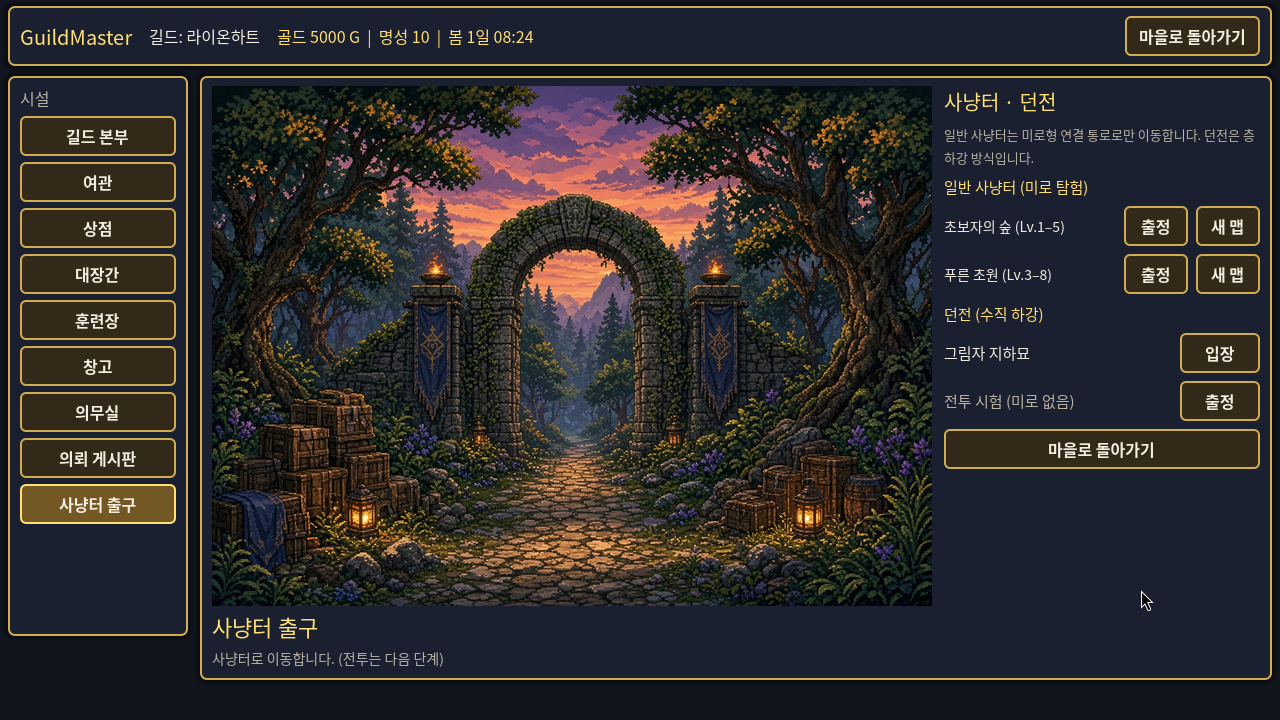 GuildMaster 길드: 라이온하트 골드 5000 G | 명성 10 | 봄 1일 08:24 마을로 돌아가기
시설
길드 본부
여관
상점
대장간
훈련장
창고
의무실
의뢰 게시판
사냥터 출구
사냥터 출구
사냥터로 이동합니다. (전투는 다음 단계)
사냥터 · 던전
일반 사냥터는 미로형 연결 통로로만 이동합니다. 던전은 층
하강 방식입니다.
일반 사냥터 (미로 탐험)
초보자의 숲 (Lv.1–5) 출정 새 맵
푸른 초원 (Lv.3–8) 출정 새 맵
던전 (수직 하강)
그림자 지하묘 입장
전투 시험 (미로 없음) 출정
마을로 돌아가기